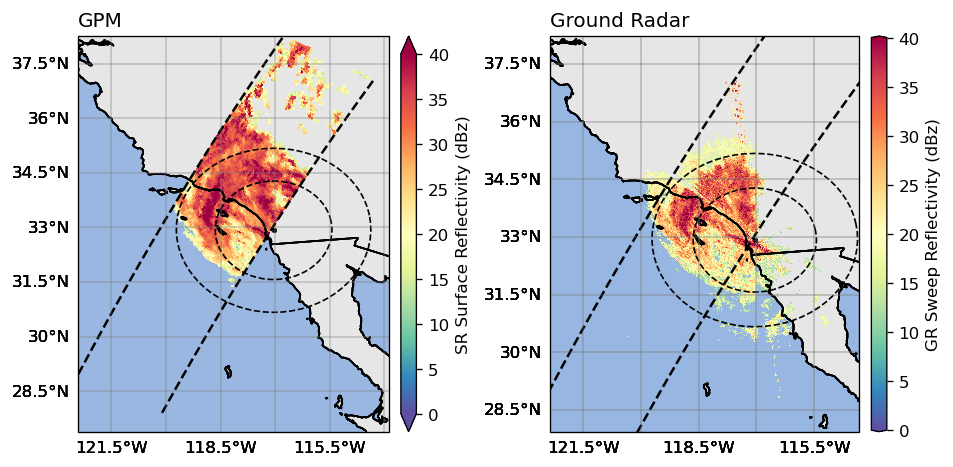 GPM
37.5°N
36°N
34.5°N
33°N
31.5°N
30°N
28.5°N
121.5°W 118.5°W 115.5°W
40
35
30
25
20
15
10
5
0
SR Surface Reflectivity (dBz)
Ground Radar
37.5°N
36°N
34.5°N
33°N
31.5°N
30°N
28.5°N
121.5°W 118.5°W 115.5°W
40
35
30
25
20
15
10
5
0
GR Sweep Reflectivity (dBz)